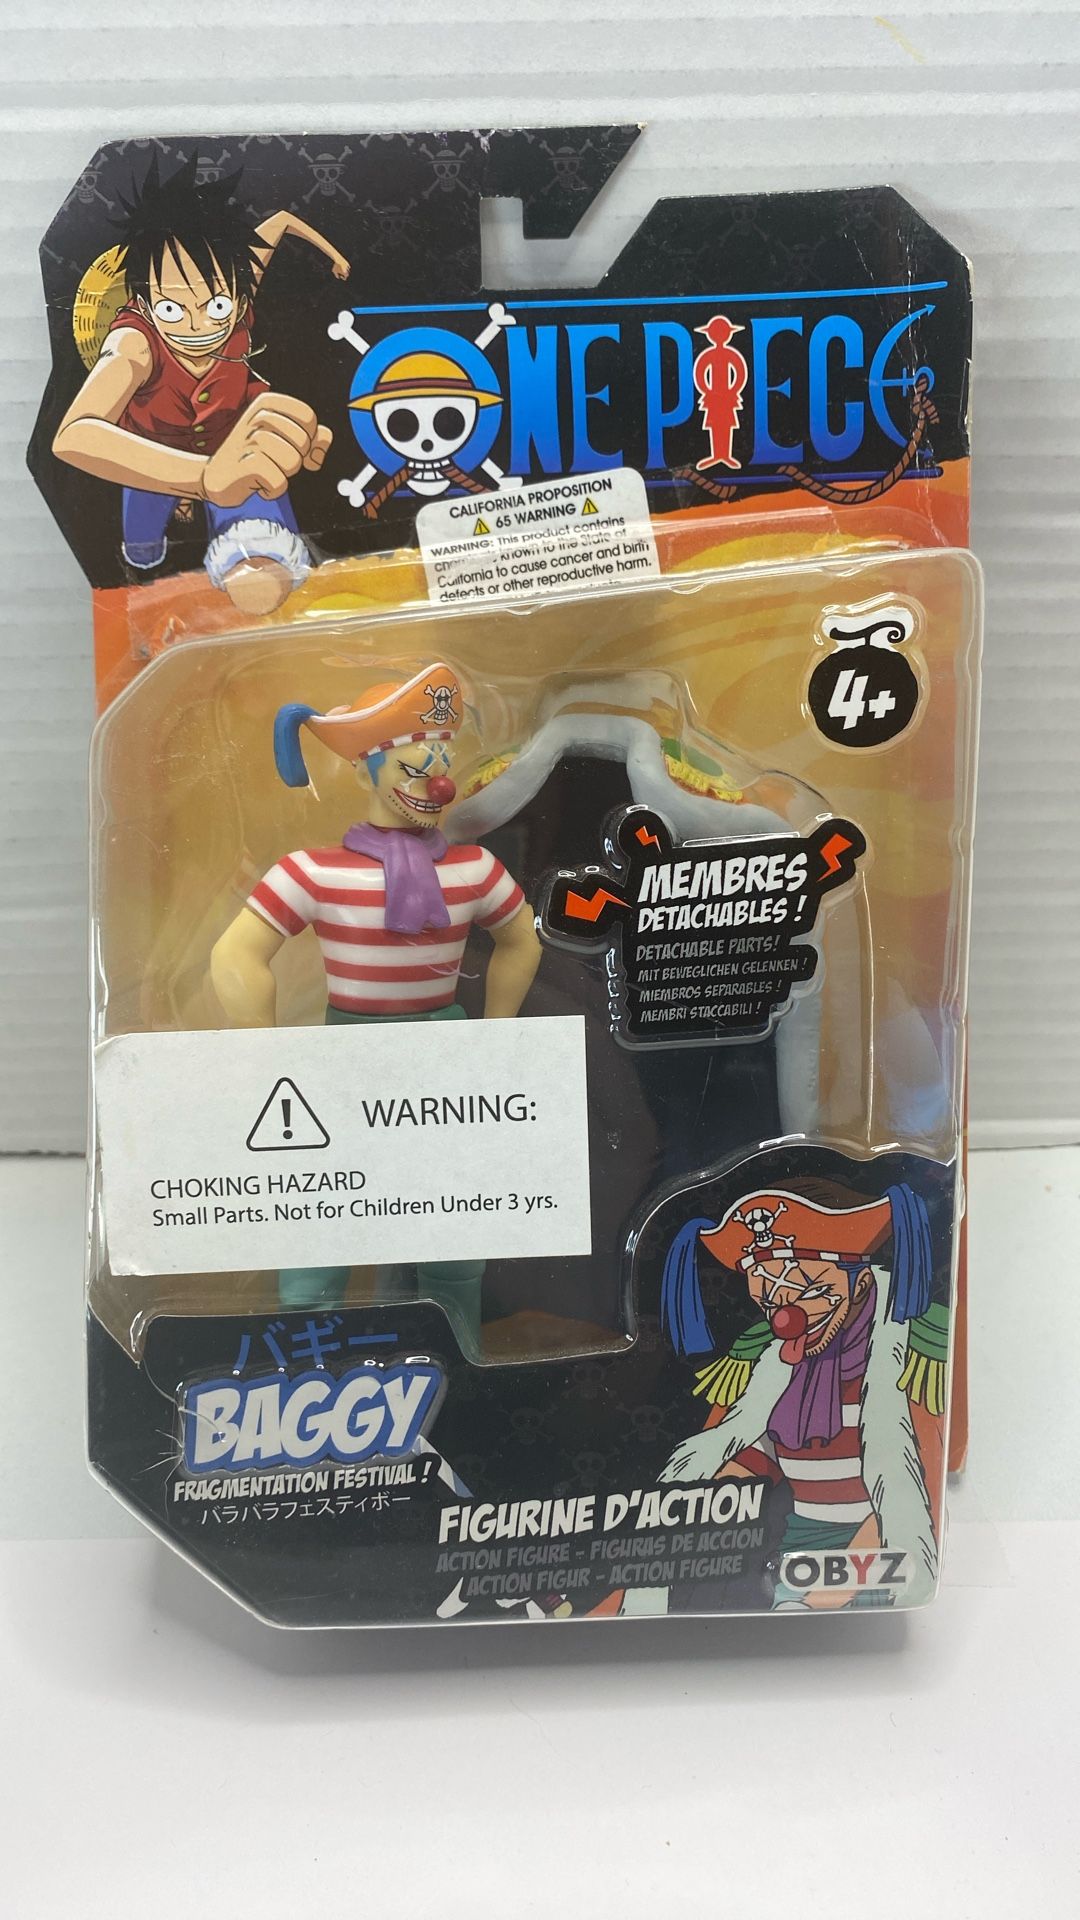 ONE PIECE
CALIFORNIA PROPOSITION
65 WARNING
WARNING: This product contains
known to the State of
California to cause cancer and birth
defects or other reproductive harm.
4+
MEMBRES
DETACHABLES !
DETACHABLE PARTS!
MIT BEWEGLICHEN GELENKEN !
MIEMBROS SEPARABLES !
MEMBRI STACCABILI !
! WARNING:
CHOKING HAZARD
Small Parts. Not for Children Under 3 yrs.
バギー
BAGGY
FRAGMENTATION FESTIVAL !
バラバラフェスティボー
FIGURINE D'ACTION
ACTION FIGURE - FIGURAS DE ACCION
ACTION FIGUR - ACTION FIGURE
OBYZ